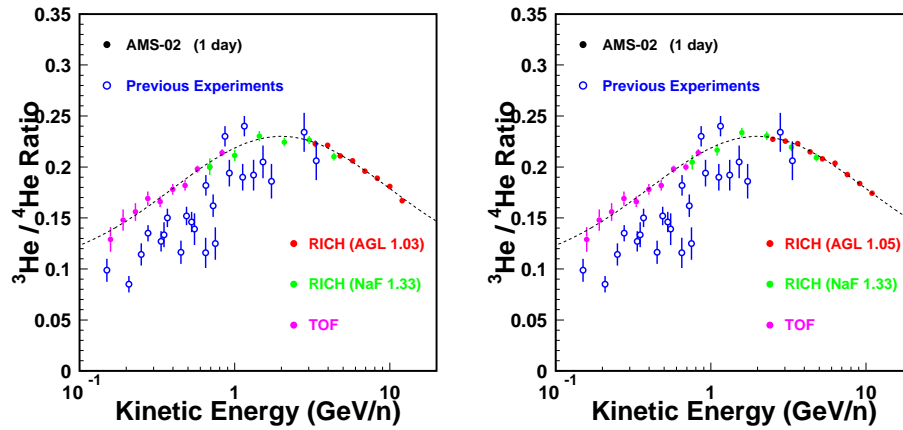 0.35
0.3
0.25
0.2
0.15
0.1
0.05
0
³He / ⁴He Ratio
AMS-02 (1 day)
Previous Experiments
RICH (AGL 1.03)
RICH (NaF 1.33)
TOF
10⁻¹ 1 10
Kinetic Energy (GeV/n)
0.35
0.3
0.25
0.2
0.15
0.1
0.05
0
³He / ⁴He Ratio
AMS-02 (1 day)
Previous Experiments
RICH (AGL 1.05)
RICH (NaF 1.33)
TOF
10⁻¹ 1 10
Kinetic Energy (GeV/n)